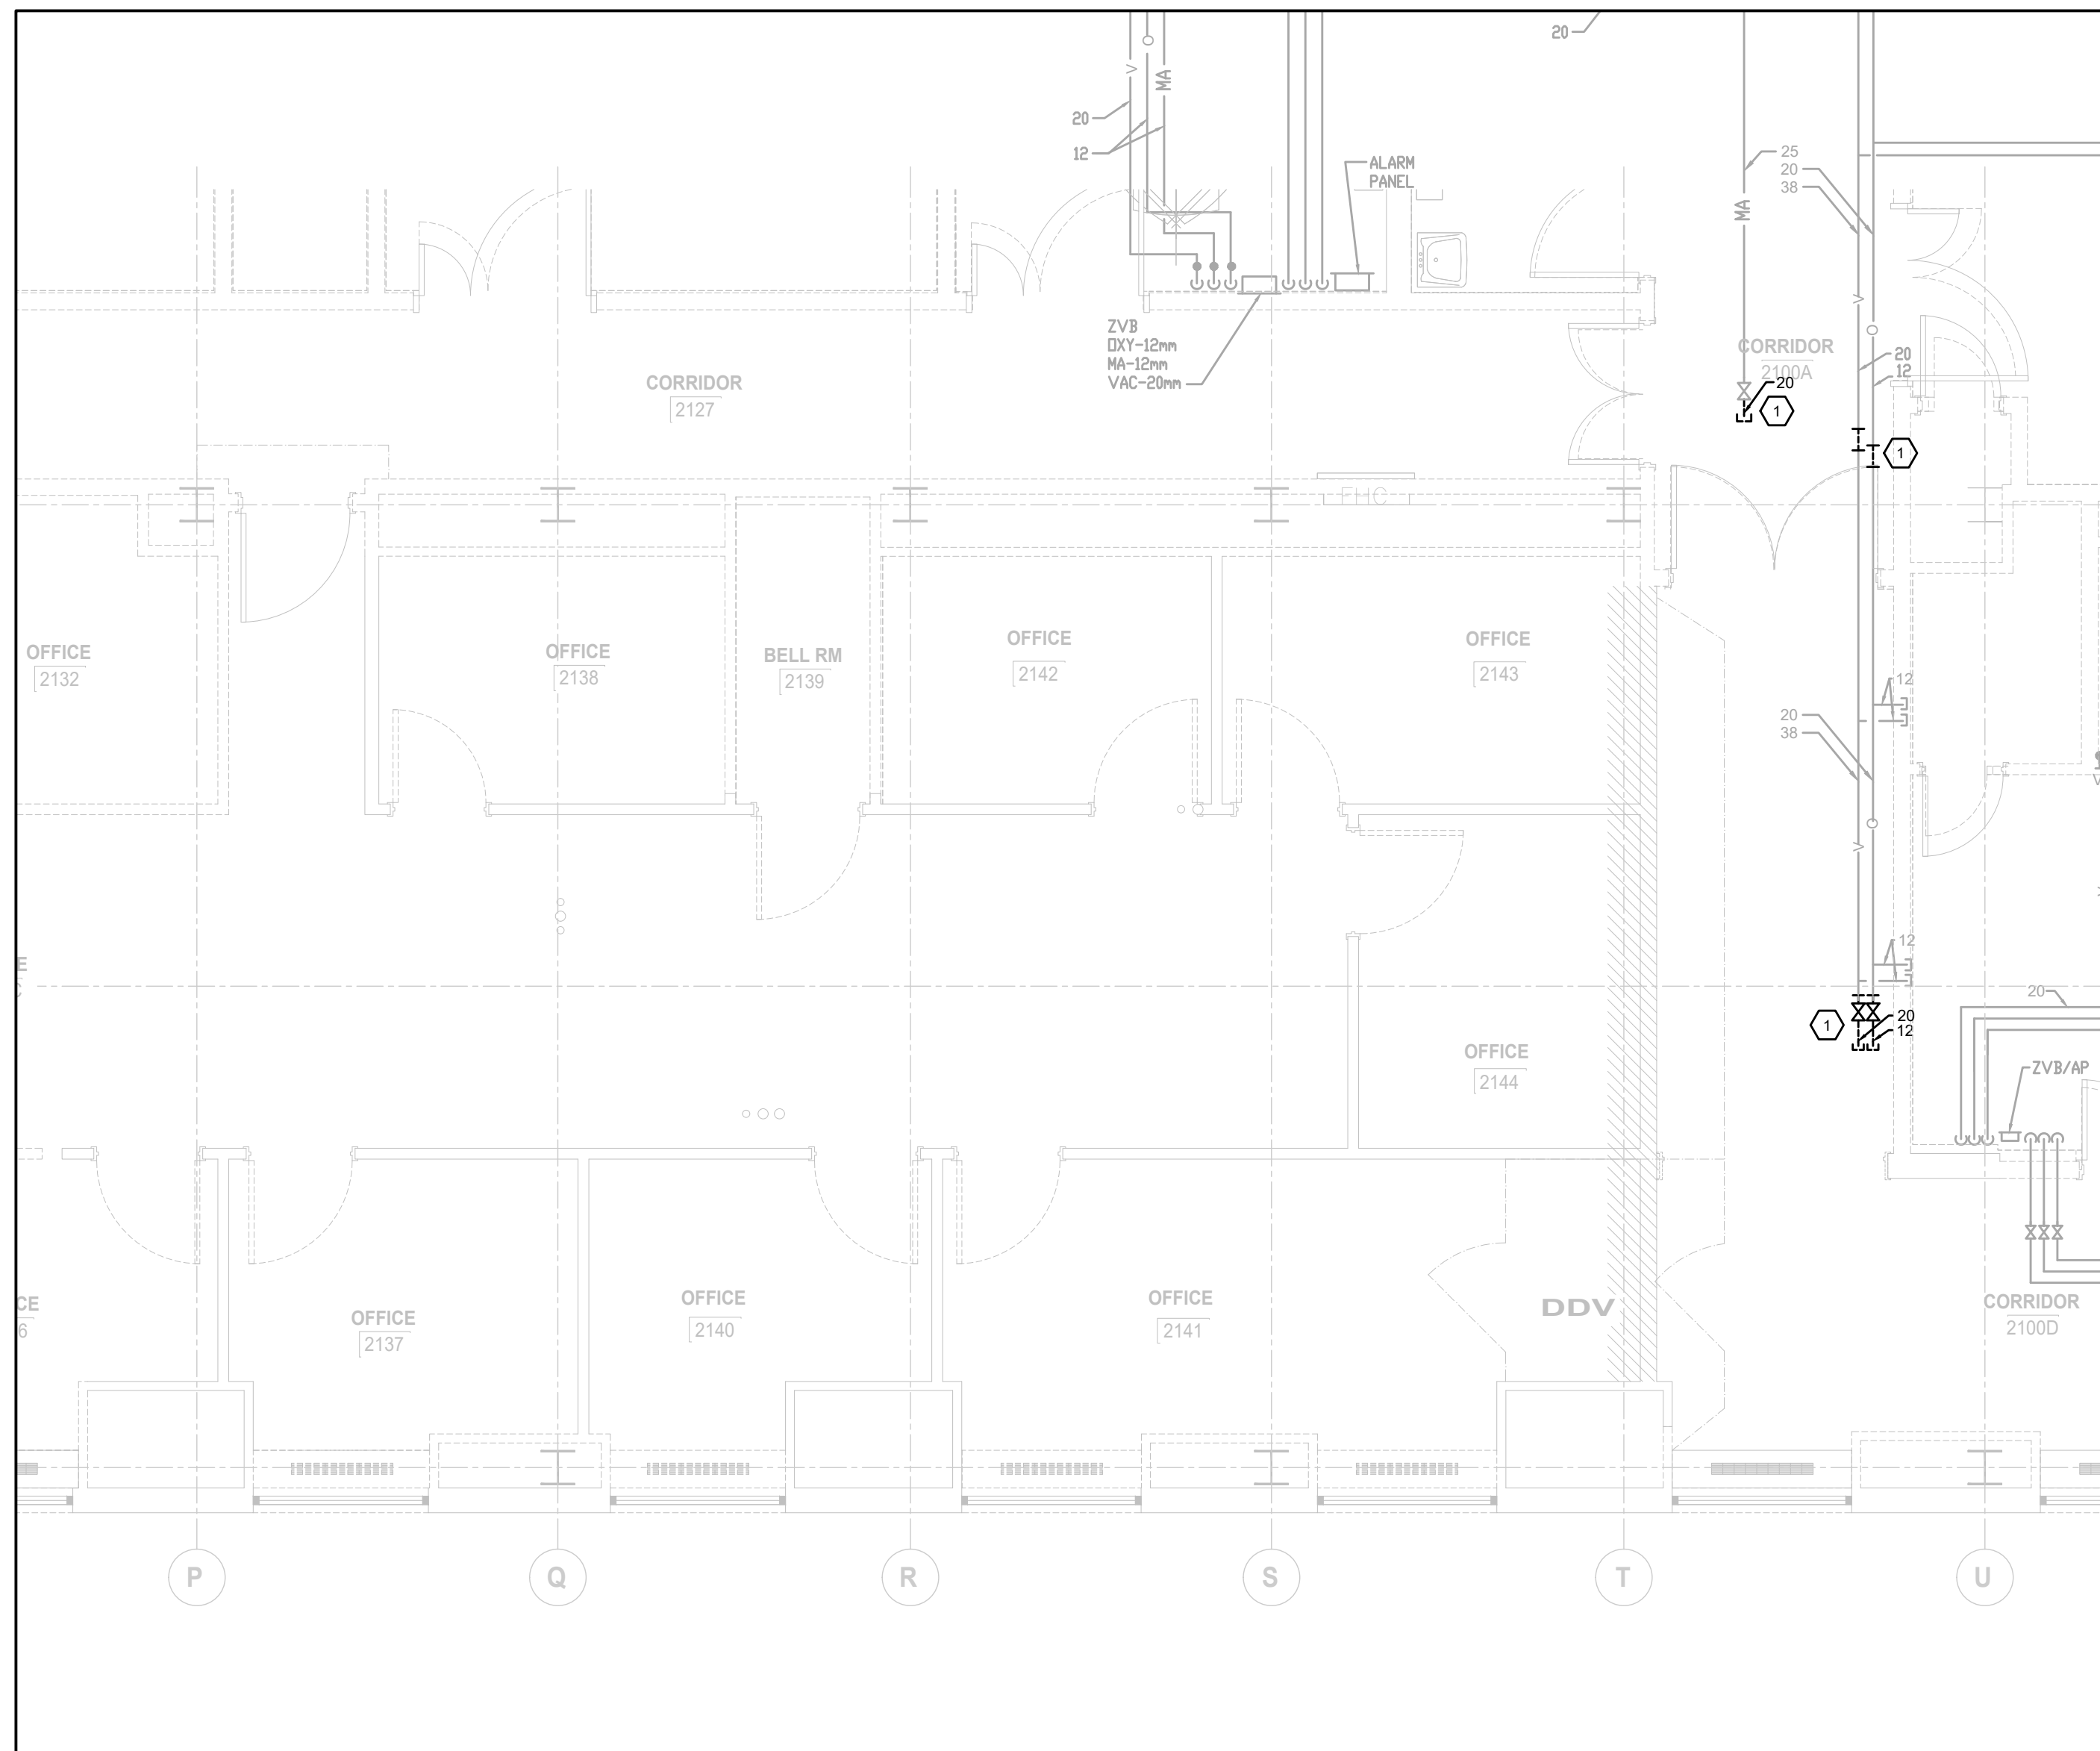 20
V
O
MA
20
12
ALARM
PANEL
25
20
38
MA
V
O
ZVB
OXY-12mm
MA-12mm
VAC-20mm
CORRIDOR
2100A
20
12
20
1
CORRIDOR
2127
1
FHC
OFFICE
2132
OFFICE
2138
BELL RM
2139
OFFICE
2142
OFFICE
2143
12
20
38
O
V
12
20
1
20
12
OFFICE
2144
ZVB/AP
CE
6
OFFICE
2137
OFFICE
2140
OFFICE
2141
DDV
CORRIDOR
2100D
P
Q
R
S
T
U